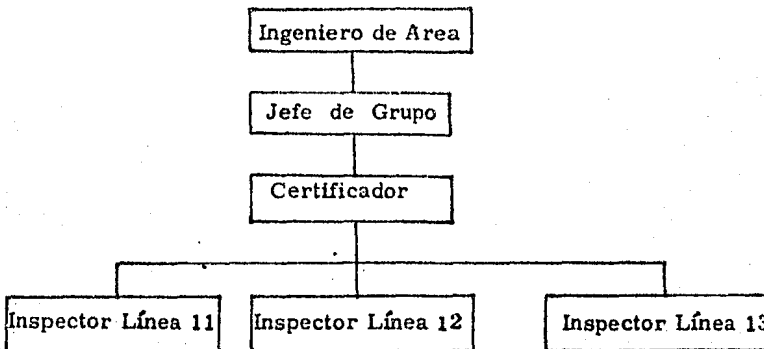 Ingeniero de Area
Jefe de Grupo
Certificador
Inspector Línea 11
Inspector Línea 12
Inspector Línea 13